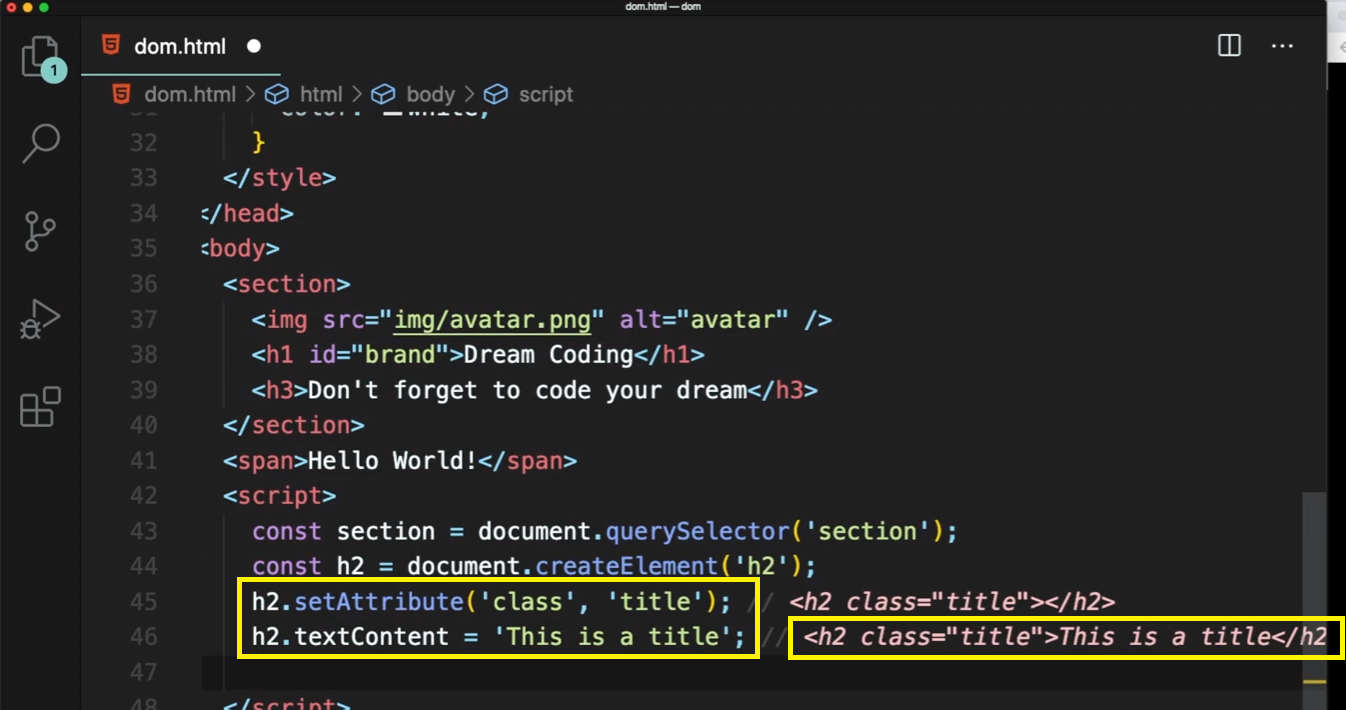 dom.html — dom
dom.html
1
dom.html > html > body > script
31 color: white;
32 }
33 </style>
34 </head>
35 <body>
36 <section>
37 <img src="img/avatar.png" alt="avatar" />
38 <h1 id="brand">Dream Coding</h1>
39 <h3>Don't forget to code your dream</h3>
40 </section>
41 <span>Hello World!</span>
42 <script>
43 const section = document.querySelector('section');
44 const h2 = document.createElement('h2');
45 h2.setAttribute('class', 'title'); // <h2 class="title"></h2>
46 h2.textContent = 'This is a title'; // <h2 class="title">This is a title</h2
47
48 </script>